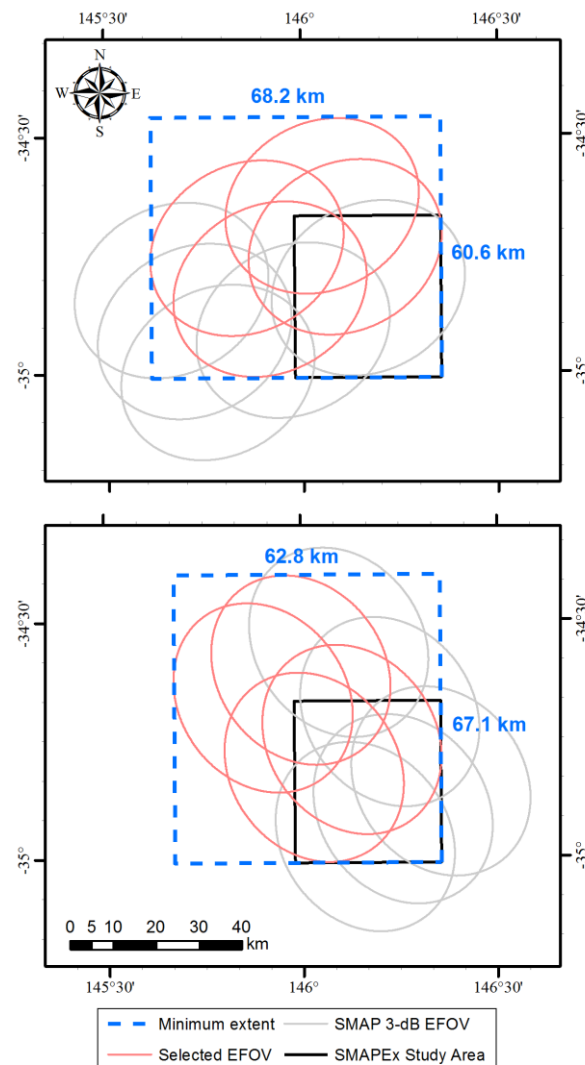 145°30' 146° 146°30'
N
W E
S
68.2 km
-34°30' -34°30'
60.6 km
-35° -35°
62.8 km
-34°30' -34°30'
67.1 km
-35° -35°
0 5 10 20 30 40
km
145°30' 146° 146°30'
Minimum extent SMAP 3-dB EFOV
Selected EFOV SMAPEx Study Area